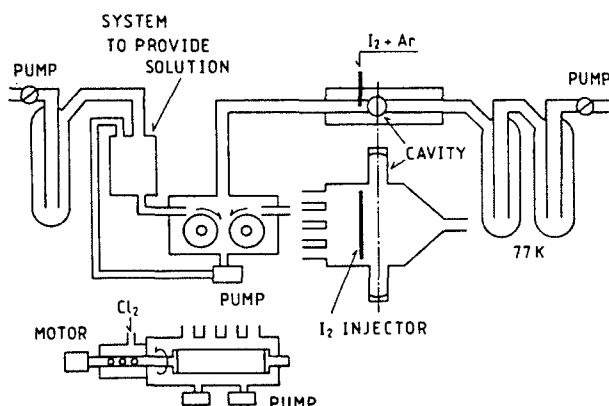 SYSTEM
TO PROVIDE
SOLUTION
PUMP
I₂ + Ar
PUMP
CAVITY
77K
PUMP
I₂ INJECTOR
Cl₂
MOTOR
PUMP